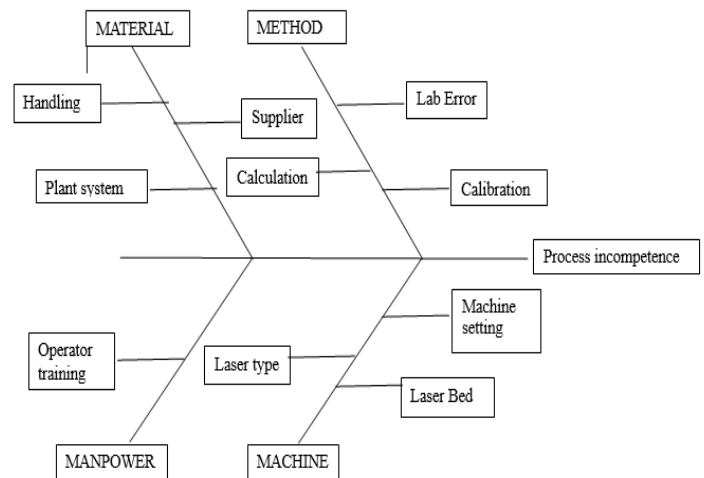 MATERIAL
METHOD
Handling
Lab Error
Supplier
Calculation
Plant system
Calibration
Process incompetence
Machine
setting
Operator
training
Laser type
Laser Bed
MANPOWER
MACHINE